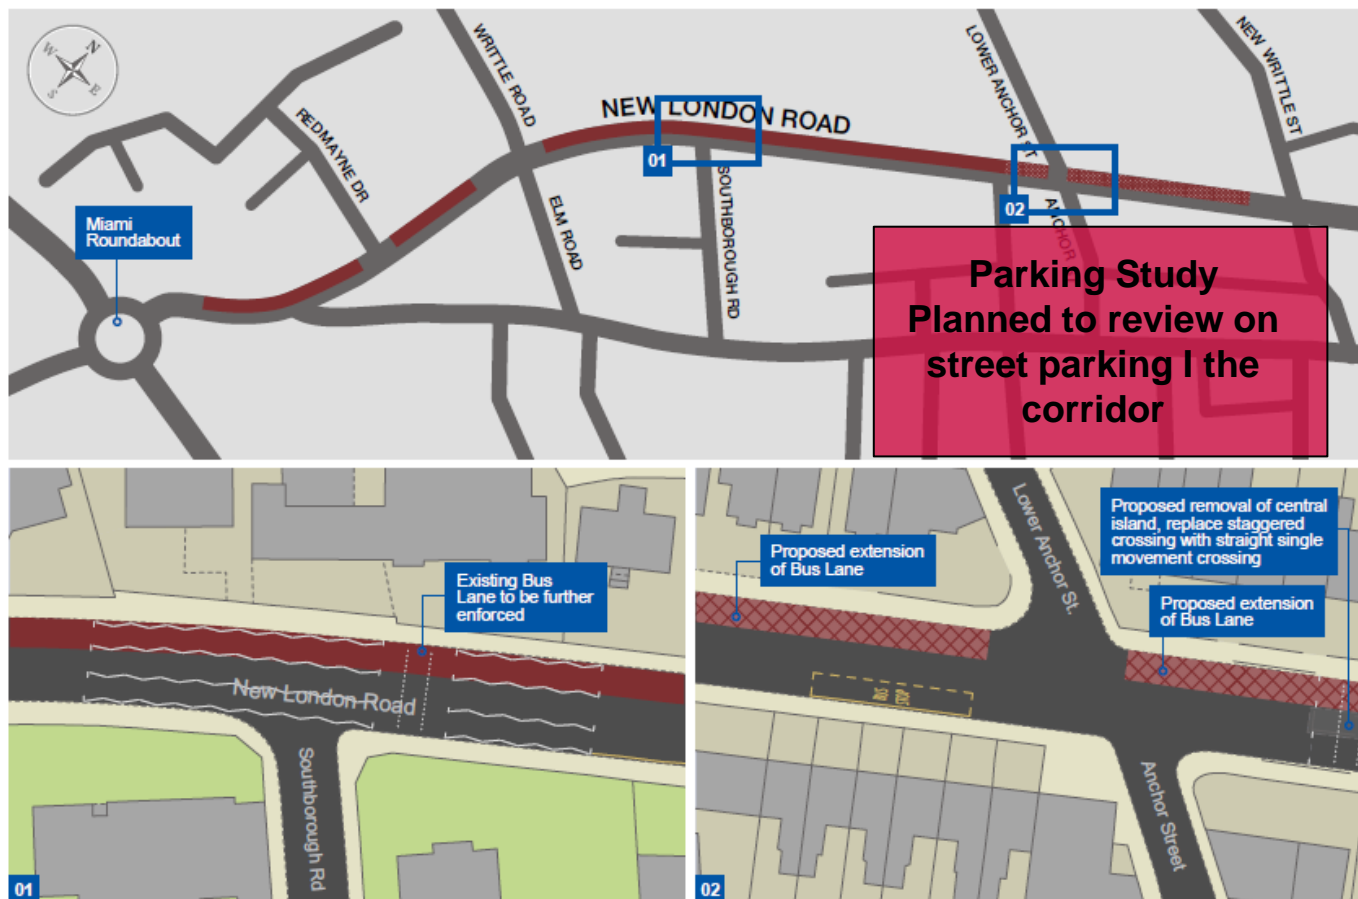 W
N
S
E
WRITTLE ROAD
LOWER ANCHOR ST
NEW WRITTLE ST
NEW LONDON ROAD
REDMAYNE DR
01
SOUTHBOROUGH RD
ELM ROAD
02
ANCHOR
Miami
Roundabout
Parking Study
Planned to review on
street parking I the
corridor
Existing Bus
Lane to be further
enforced
New London Road
Southborough Rd
01
Proposed extension
of Bus Lane
Lower Anchor St.
Proposed removal of central
island, replace staggered
crossing with straight single
movement crossing
Proposed extension
of Bus Lane
BUS
STOP
Anchor Street
02